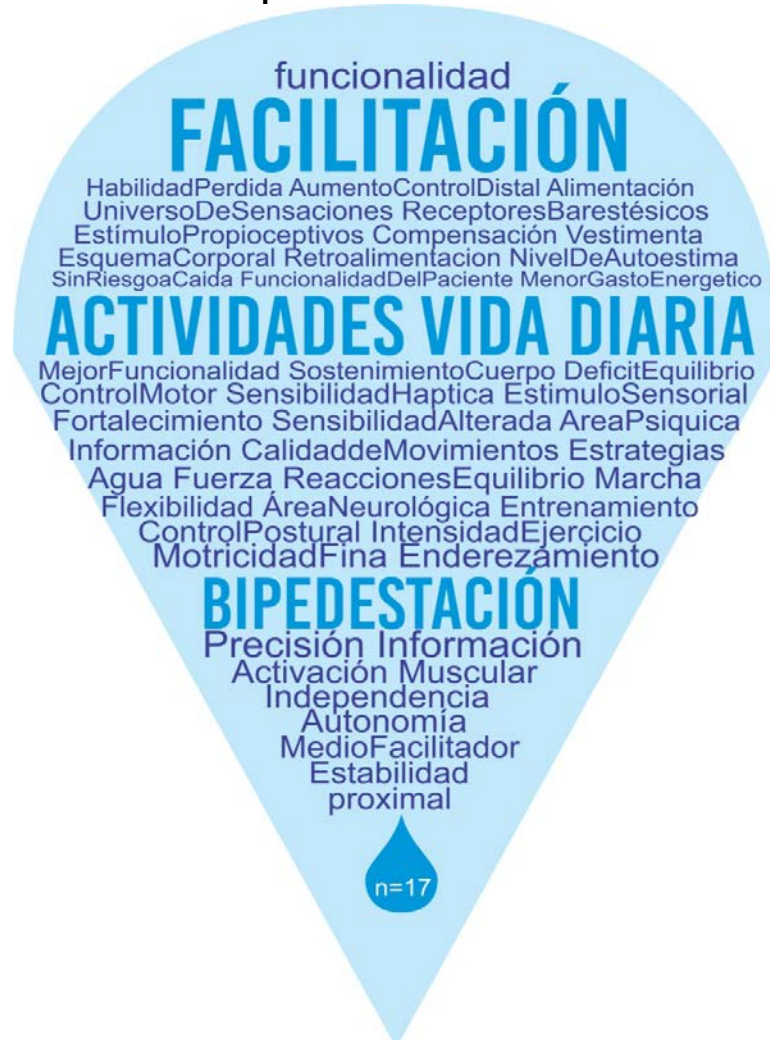 funcionalidad
FACILITACIÓN
HabilidadPerdida AumentoControlDistal Alimentación
UniversoDeSensaciones ReceptoresBarestésicos
EstímuloPropioceptivos Compensación Vestimenta
EsquemaCorporal Retroalimentacion NivelDeAutoestima
SinRiesgoaCaida FuncionalidadDelPaciente MenorGastoEnergetico
ACTIVIDADES VIDA DIARIA
MejorFuncionalidad SostenimientoCuerpo DeficitEquilibrio
ControlMotor SensibilidadHaptica EstimuloSensorial
Fortalecimiento SensibilidadAlterada AreaPsiquica
Información CalidaddeMovimientos Estrategias
Agua Fuerza ReaccionesEquilibrio Marcha
Flexibilidad ÁreaNeurológica Entrenamiento
ControlPostural IntensidadEjercicio
MotricidadFina Enderezamiento
BIPEDESTACIÓN
Precisión Información
Activación Muscular
Independencia
Autonomía
MedioFacilitador
Estabilidad
proximal
n=17